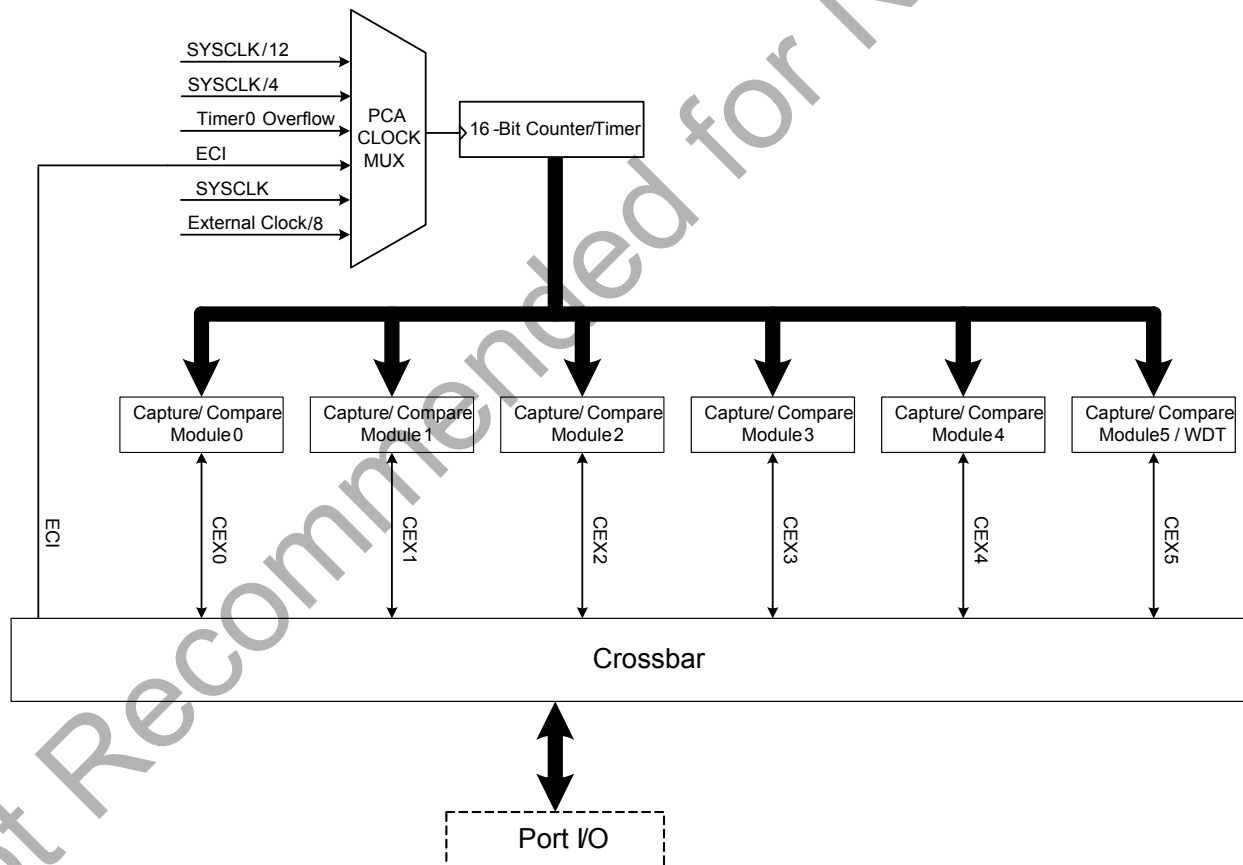 SYSCLK/12
SYSCLK/4
Timer0 Overflow
ECI
SYSCLK
External Clock/8
PCA
CLOCK
MUX
16-Bit Counter/Timer
Capture/ Compare
Module0
Capture/ Compare
Module1
Capture/ Compare
Module2
Capture/ Compare
Module3
Capture/ Compare
Module4
Capture/ Compare
Module5 / WDT
ECI
CEX0
CEX1
CEX2
CEX3
CEX4
CEX5
Crossbar
Port I/O
Recommended for